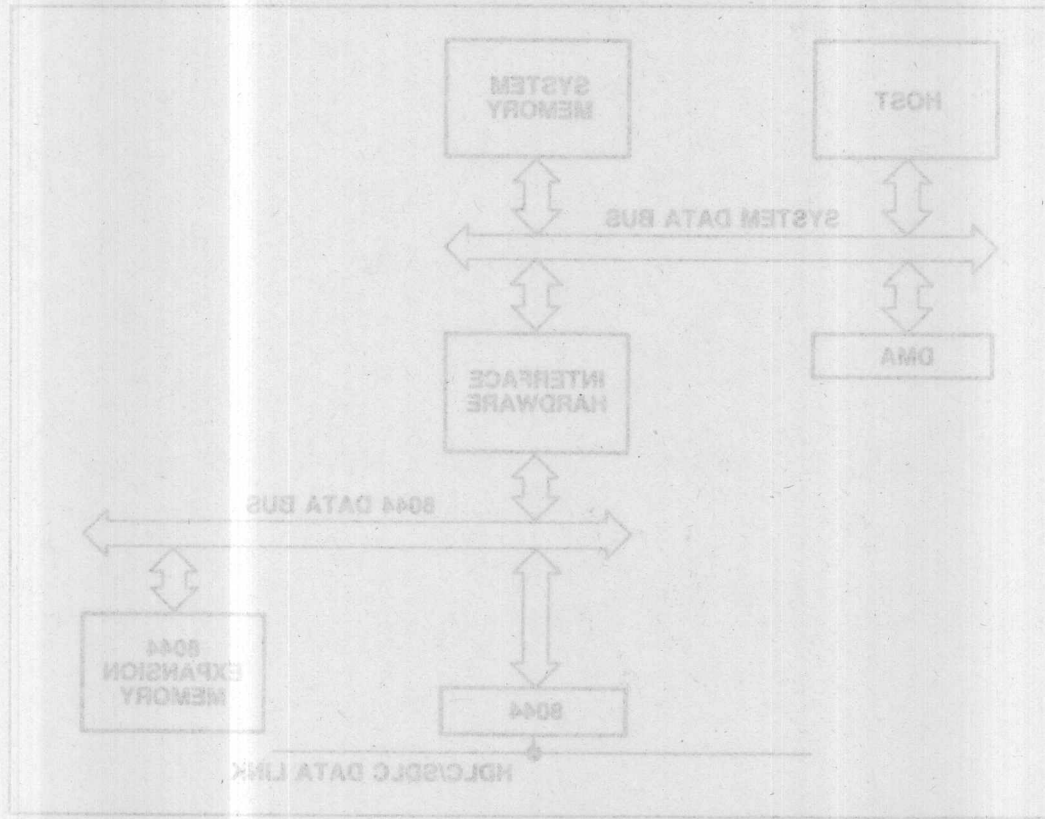 SYSTEM
MEMORY
HOST
SYSTEM DATA BUS
INTERFACE
HARDWARE
DMA
8044 DATA BUS
8044
EXPANSION
MEMORY
8044
HDLC/SDLC DATA LINK